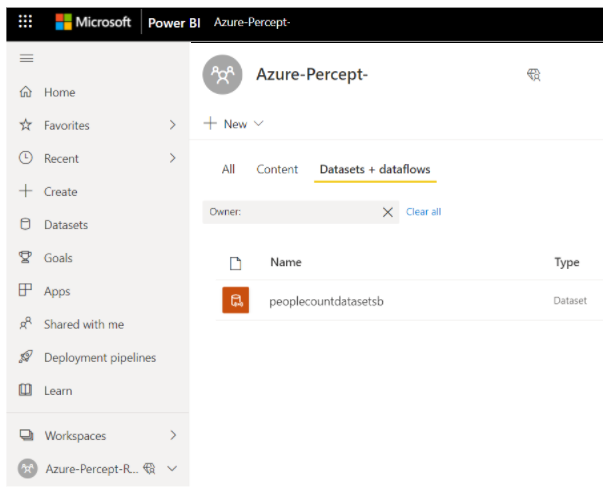 Microsoft Power BI Azure-Percept-
Azure-Percept-
Home
New
Favorites
Recent
All Content Datasets + dataflows
Create
Owner: Clear all
Datasets
Goals
Name Type
Apps
peoplecountdatasetsb Dataset
Shared with me
Deployment pipelines
Learn
Workspaces
Azure-Percept-R...